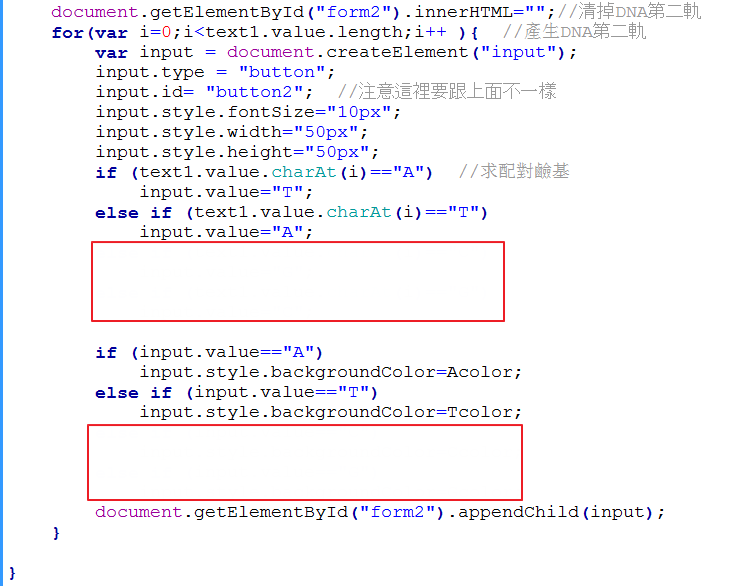 document.getElementById("form2").innerHTML="";//清掉DNA第二軌
for(var i=0;i<text1.value.length;i++ ){  //產生DNA第二軌
var input = document.createElement("input");
input.type = "button";
input.id= "button2";  //注意這裡要跟上面不一樣
input.style.fontSize="10px";
input.style.width="50px";
input.style.height="50px";
if (text1.value.charAt(i)=="A")  //求配對鹼基
input.value="T";
else if (text1.value.charAt(i)=="T")
input.value="A";
if (input.value=="A")
input.style.backgroundColor=Acolor;
else if (input.value=="T")
input.style.backgroundColor=Tcolor;
document.getElementById("form2").appendChild(input);
}
}